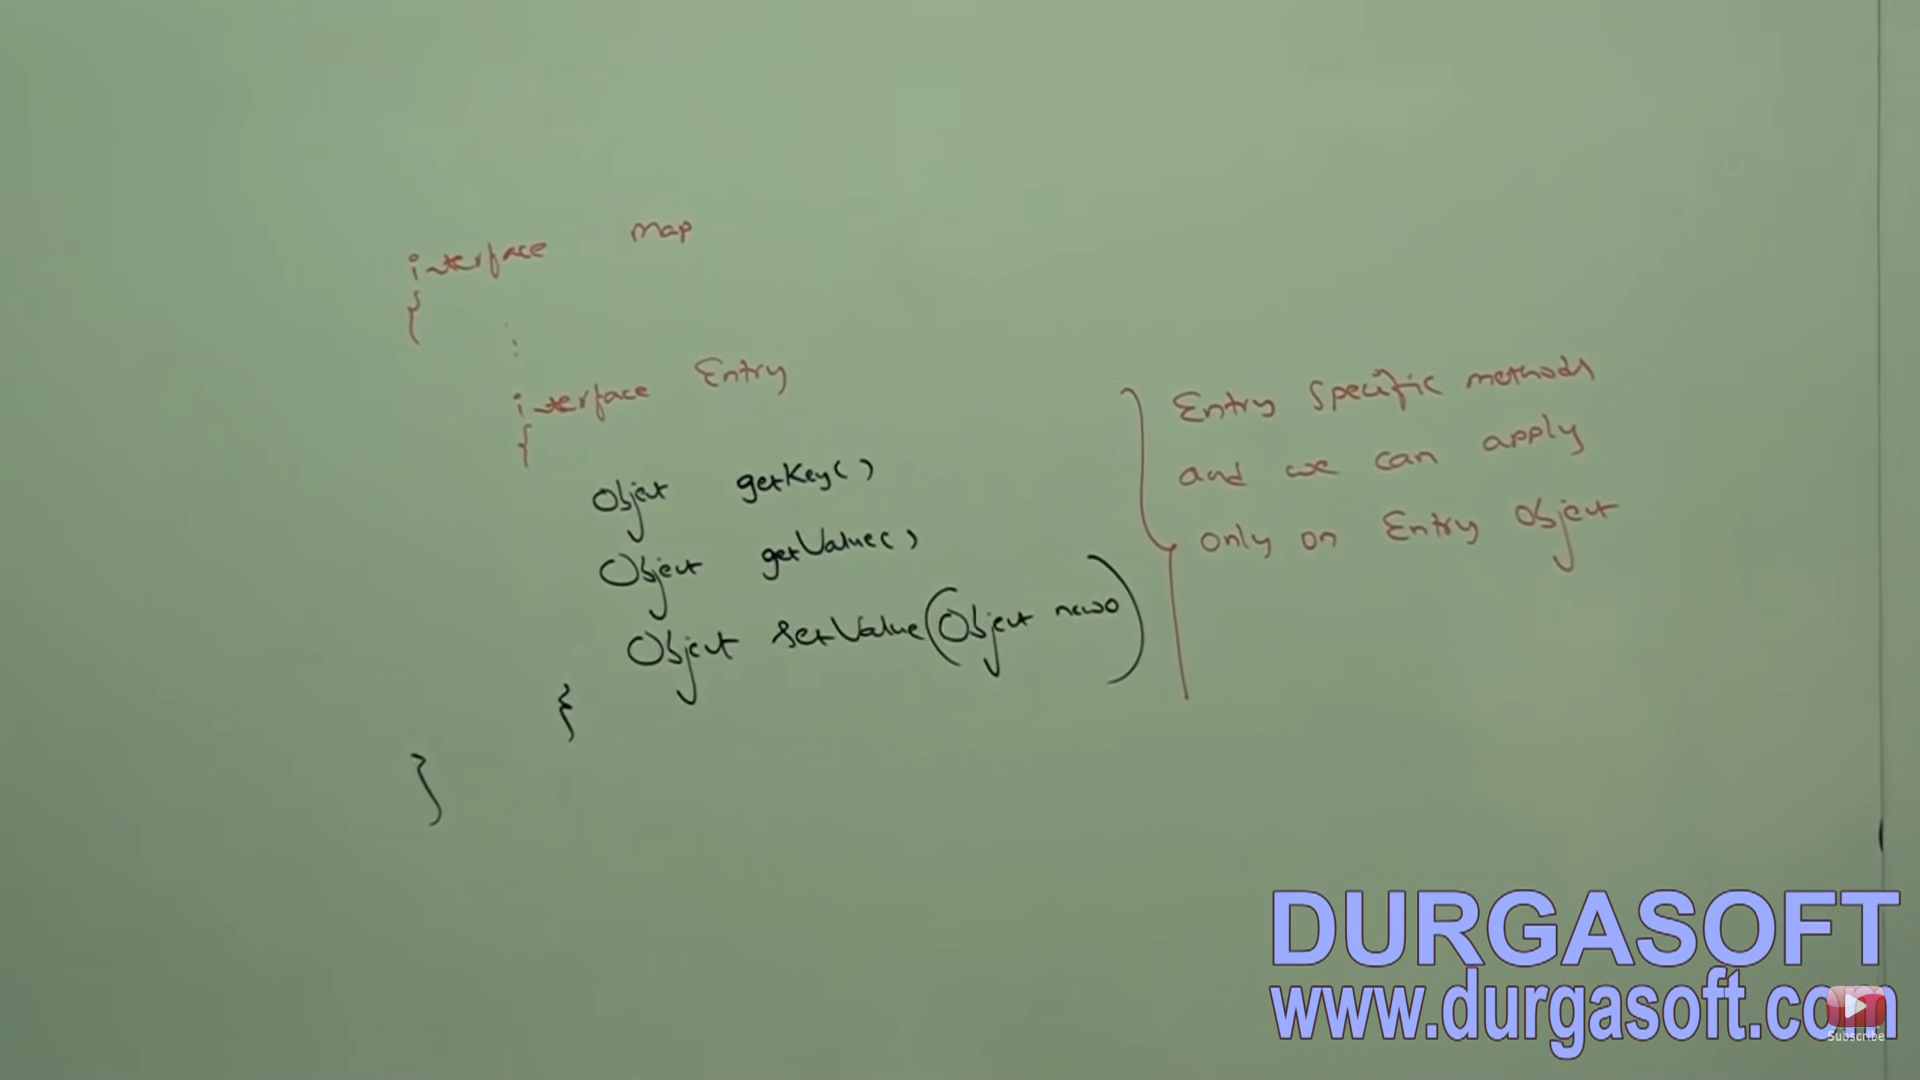 interface map
{
:
interface Entry
{
Object getKey()
Object getValue()
Object setValue(Object newo)
}
}
Entry Specific methods
and we can apply
only on Entry Object
DURGASOFT
www.durgasoft.com
Subscribe